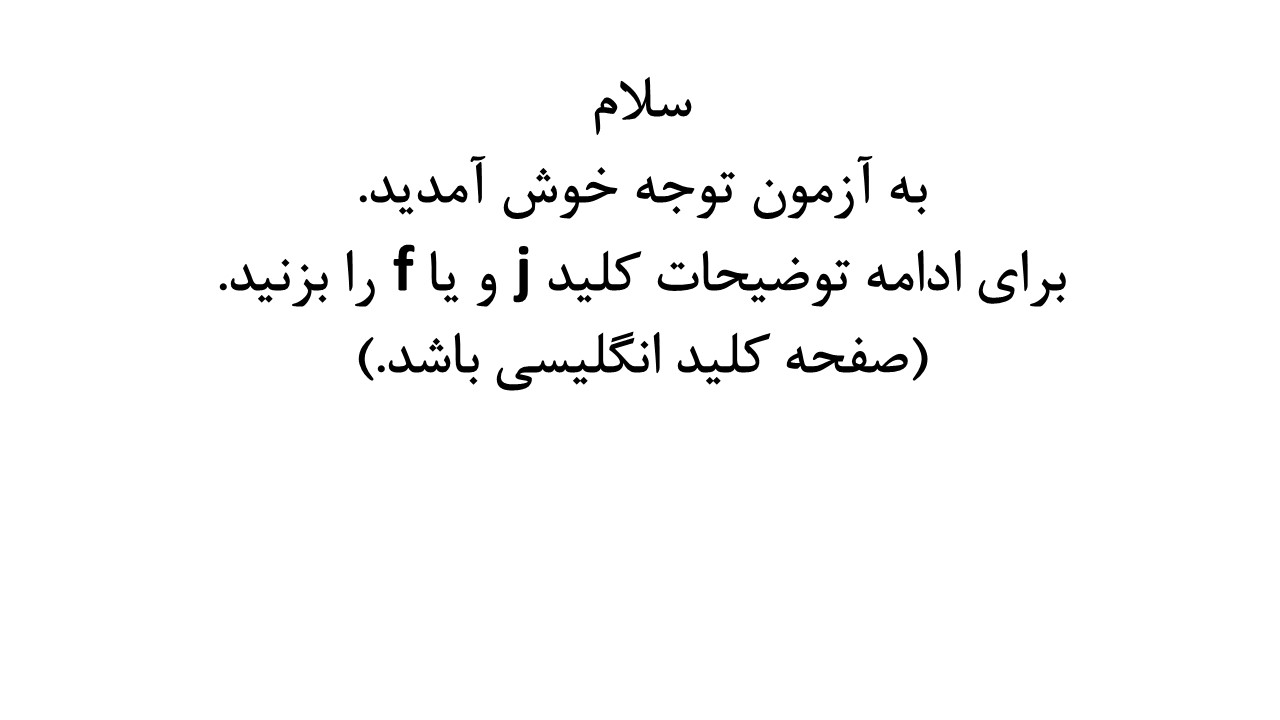 سلام
به آزمون توجه خوش آمدید.
برای ادامه توضیحات کلید j و یا f را بزنید.
(صفحه کلید انگلیسی باشد.)